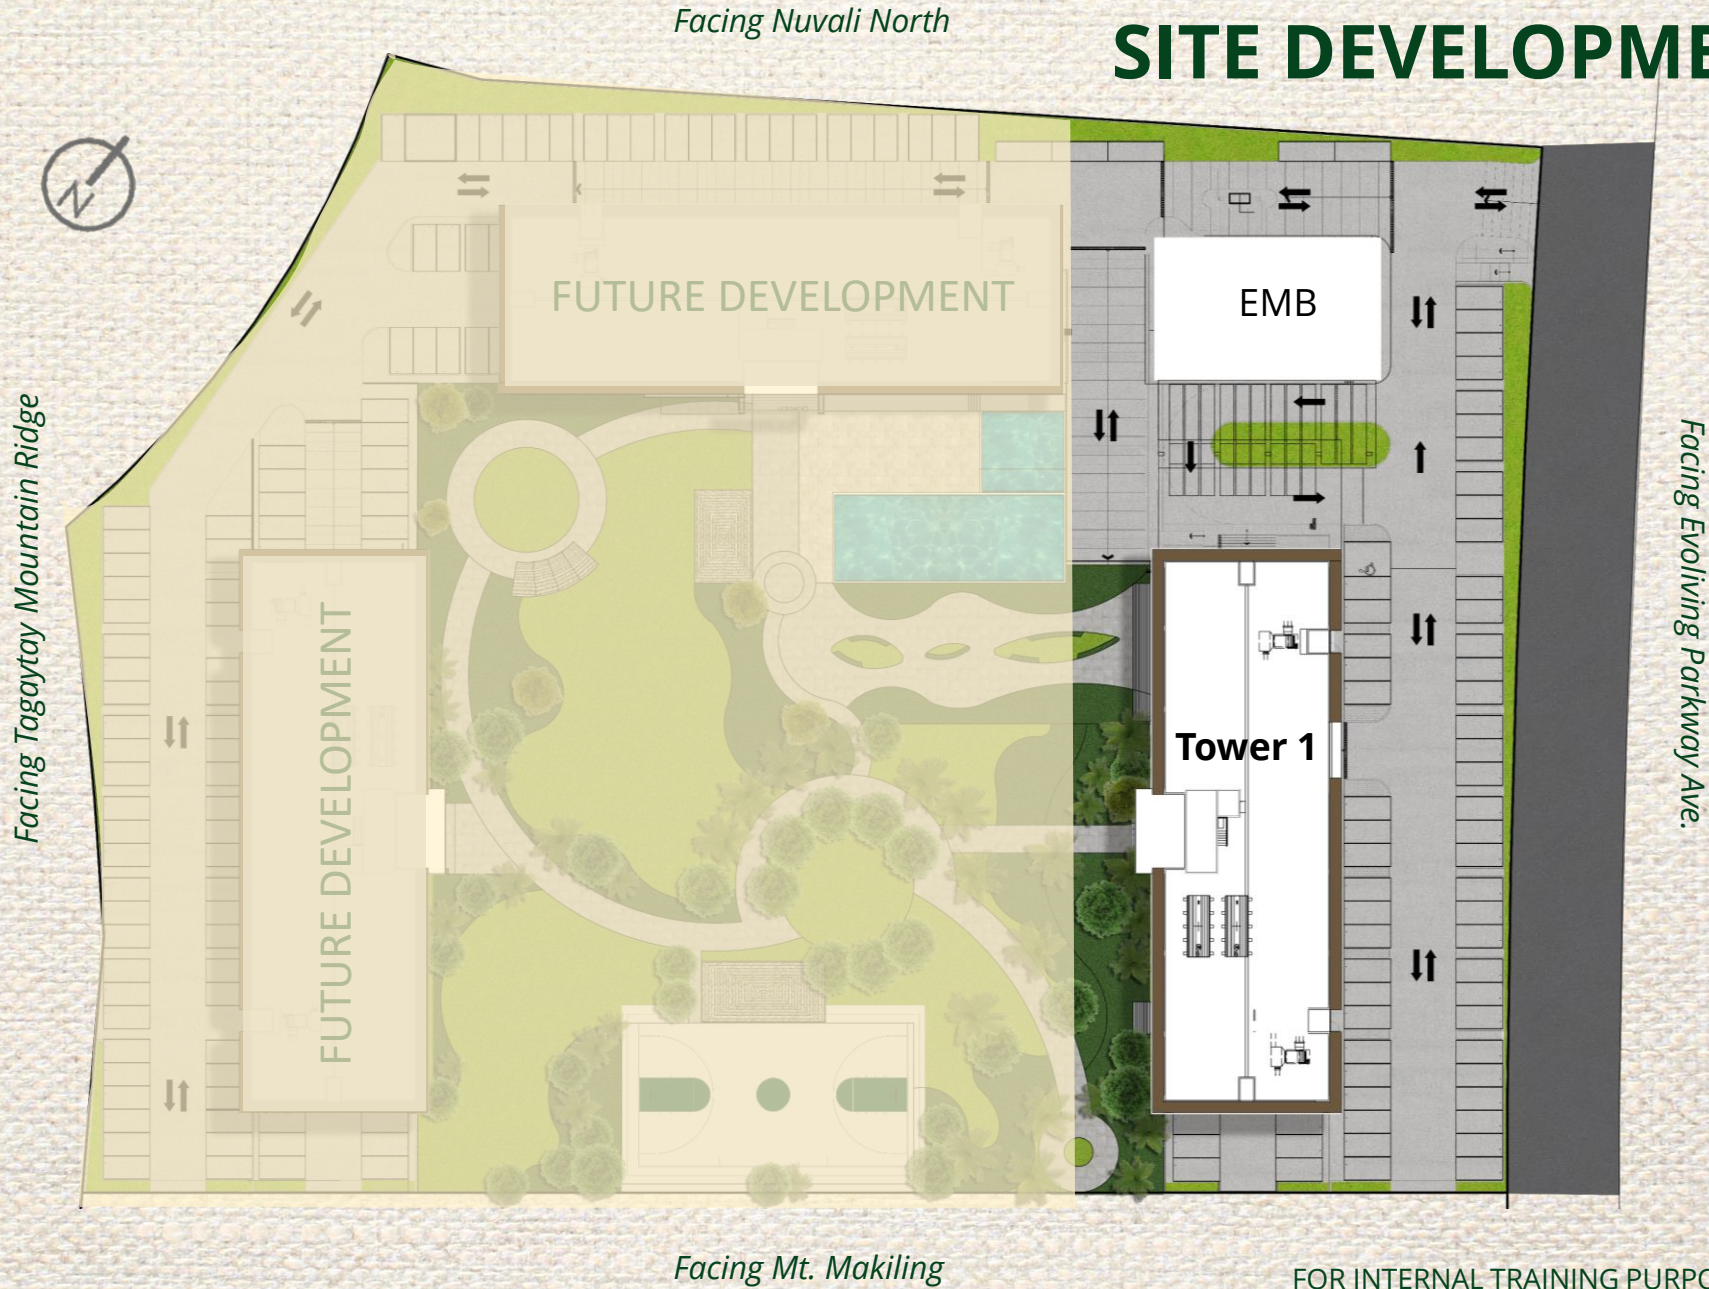 Facing Nuvali North
SITE DEVELOPME
N
FUTURE DEVELOPMENT
EMB
Facing Tagaytay Mountain Ridge
Facing Evoliving Parkway Ave.
FUTURE DEVELOPMENT
Tower 1
Facing Mt. Makiling
FOR INTERNAL TRAINING PURPO